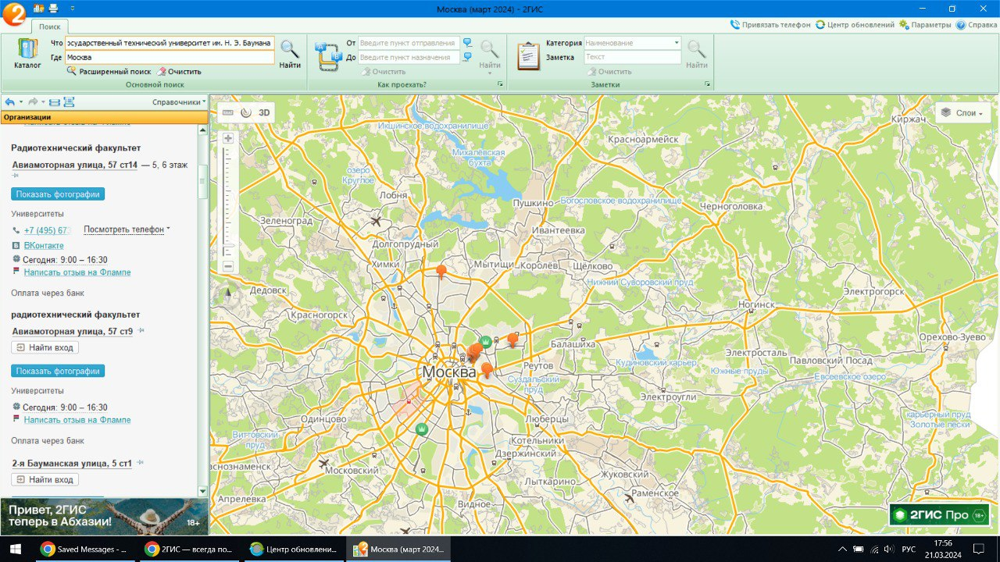 Москва (март 2024) - 2ГИС
Поиск
Привязать телефон
Центр обновлений
Параметры
Справка
Каталог
Что
осударственный технический университет им. Н. Э. Баумана
Где
Москва
Расширенный поиск
Очистить
Найти
Основной поиск
От
Введите пункт отправления
До
Введите пункт назначения
Очистить
Найти
Как проехать?
Категория
Наименование
Заметка
Текст
Очистить
Найти
Заметки
Справочники
Организации
Радиотехнический факультет
Авиамоторная улица, 57 ст14 — 5, 6 этаж
Показать фотографии
Университеты
+7 (495) 67
Посмотреть телефон
ВКонтакте
Сегодня: 9:00 – 16:30
Написать отзыв на Флампе
Оплата через банк
радиотехнический факультет
Авиамоторная улица, 57 ст9
Найти вход
Показать фотографии
Университеты
Сегодня: 9:00 – 16:30
Написать отзыв на Флампе
Оплата через банк
2-я Бауманская улица, 5 ст1
Найти вход
Привет, 2ГИС
теперь в Абхазии!
18+
3D
Слои
Икшинское водохранилище
Киржач
Красноармейск
Михалёвская
бухта
озеро
Круглое
Лобня
Пушкино
Богословское водохранилище
Черноголовка
Зеленоград
Ивантеевка
Долгопрудный
Химки
Мытищи
Королёв
Щёлково
Нижний Суворовский пруд
Дедовск
Электрогорск
Ногинск
Красногорск
Орехово-Зуево
Балашиха
Электросталь
Павловский Посад
Москва
Реутов
Кудиновский карьер
Южные пруды
Суздальский
пруд
Евсеевское озеро
Электроугли
Одинцово
Люберцы
карьерный пруд
Золотые пески
Виттовский
пруд
Котельники
Дзержинский
снознаменск
Московский
Жуковский
Лыткарино
Раменское
Апрелевка
Видное
2ГИС Про
18+
Saved Messages - ...
2ГИС — всегда по...
Центр обновлени...
Москва (март 202...
РУС
17:56
21.03.2024